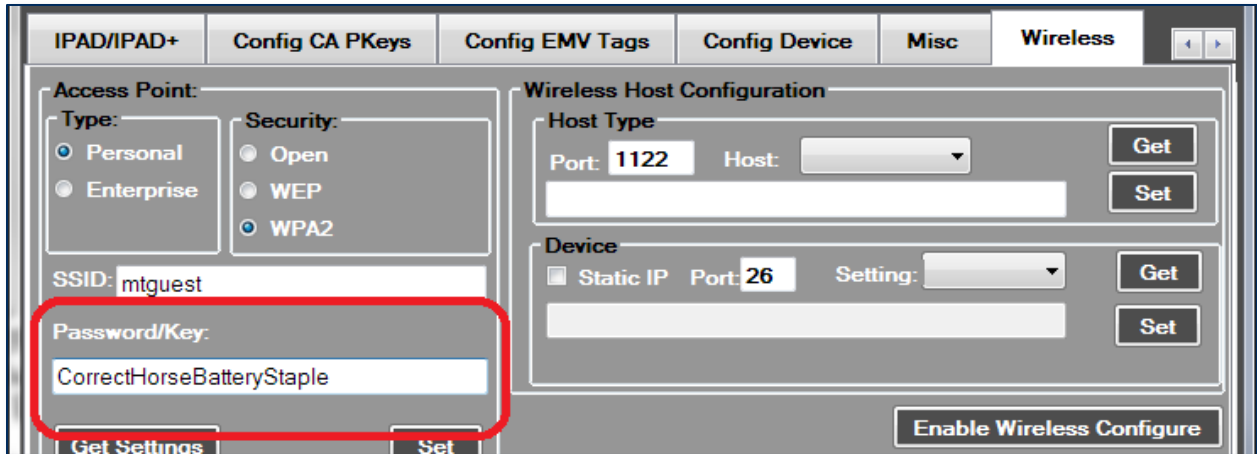 IPAD/IPAD+ Config CA PKeys Config EMV Tags Config Device Misc Wireless
Access Point:
Type:
Personal
Enterprise
Security:
Open
WEP
WPA2
SSID: mtguest
Password/Key:
CorrectHorseBatteryStaple
Get Settings Set
Wireless Host Configuration
Host Type
Port: 1122 Host: Get
Set
Device
Static IP Port: 26 Setting: Get
Set
Enable Wireless Configure